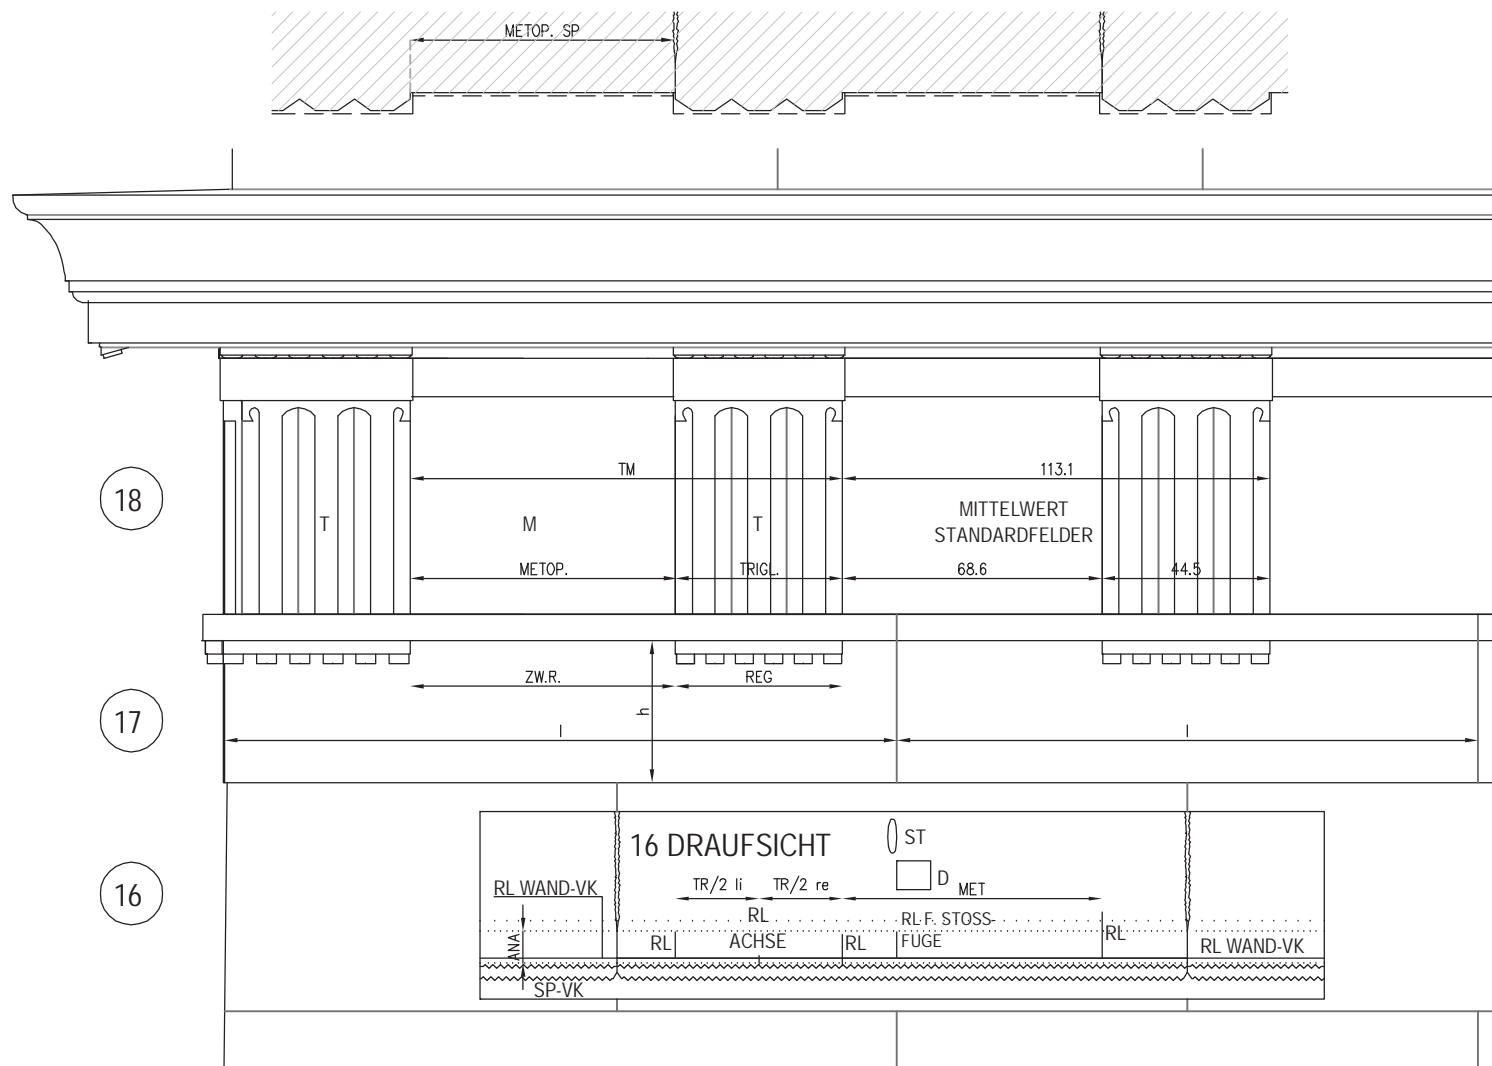 METOP. SP
TM
113.1
18
T
M
T
MITTELWERT
STANDARDFELDER
METOP.
TRIGL.
68.6
44.5
ZW.R.
REG
h
17
l
l
16 DRAUFSICHT
ST
D
RL WAND-VK
TR/2 li
TR/2 re
MET
16
RL
RL F. STOSS-
FUGE
ANA
RL
ACHSE
RL
RL
RL WAND-VK
SP-VK